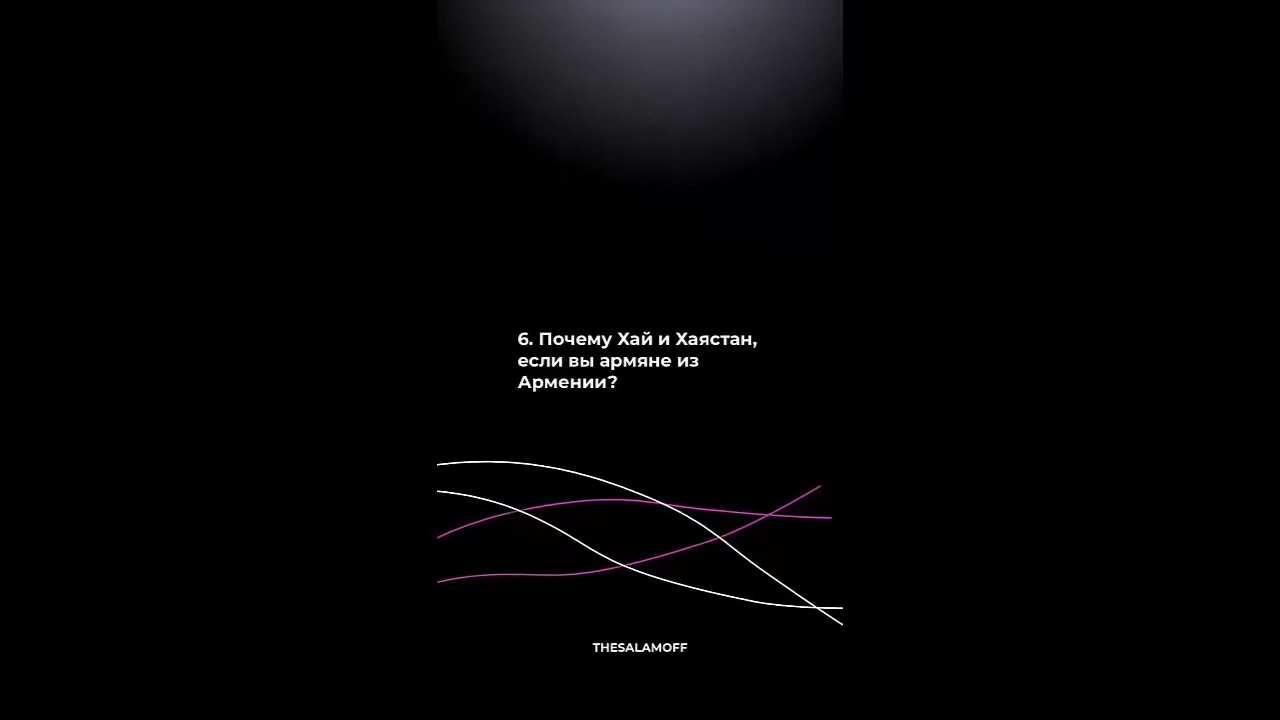 6. Почему Хай и Хаястан,
если вы армяне из
Армении?
THESALAMOFF